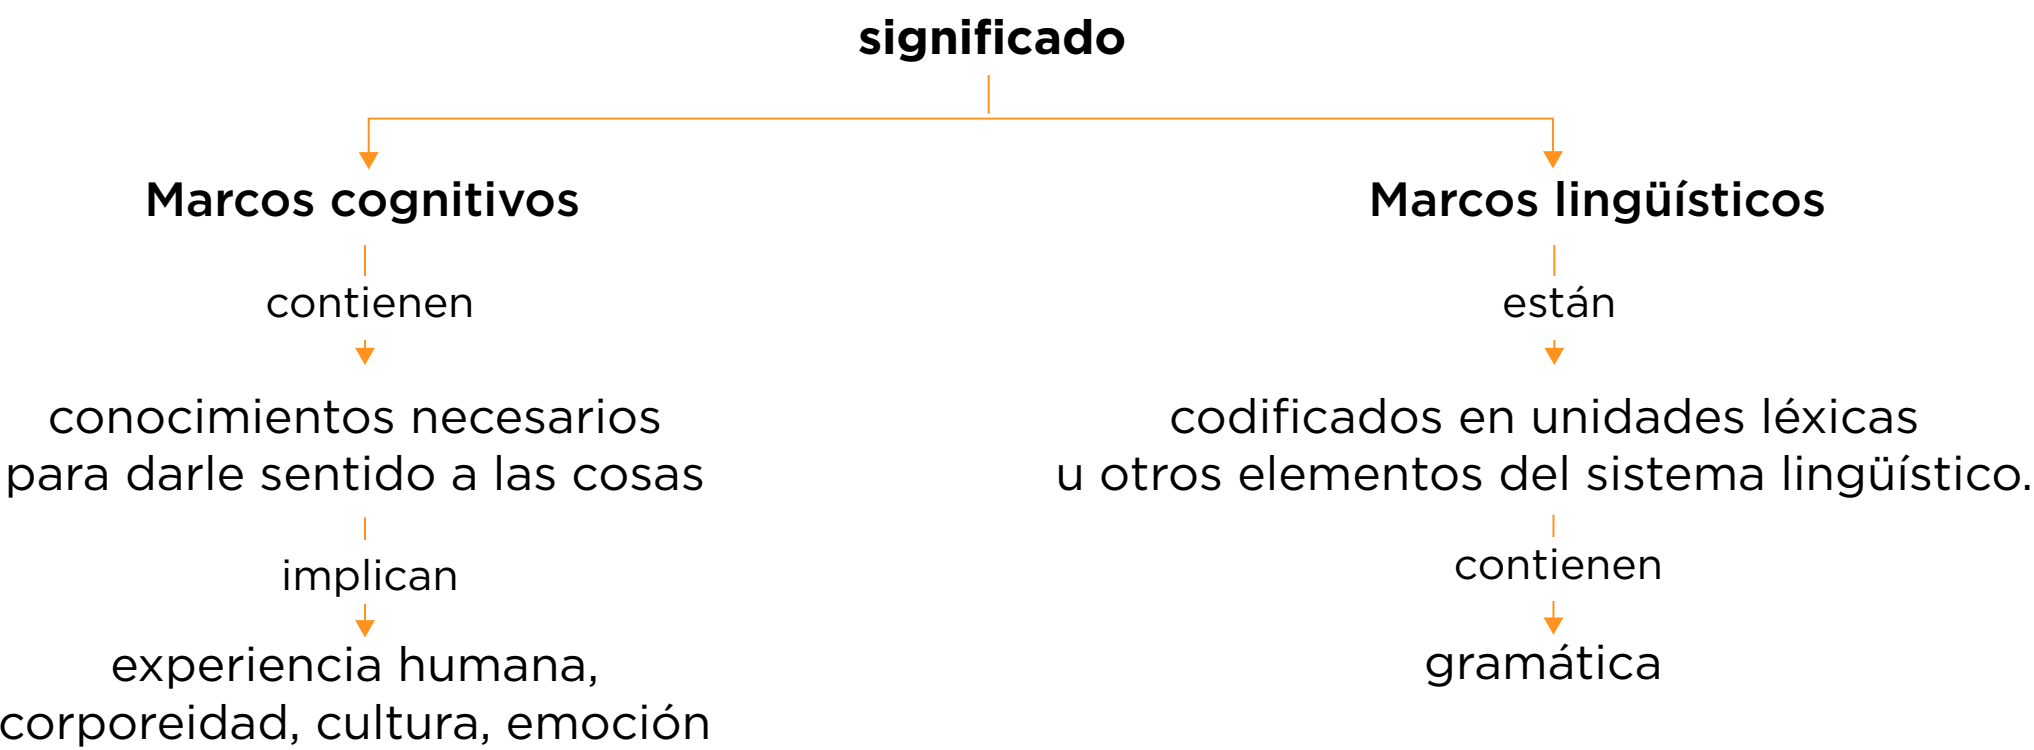 significado
Marcos cognitivos
contienen
conocimientos necesarios
para darle sentido a las cosas
implican
experiencia humana,
corporeidad, cultura, emoción
Marcos lingüísticos
están
codificados en unidades léxicas
u otros elementos del sistema lingüístico.
contienen
gramática